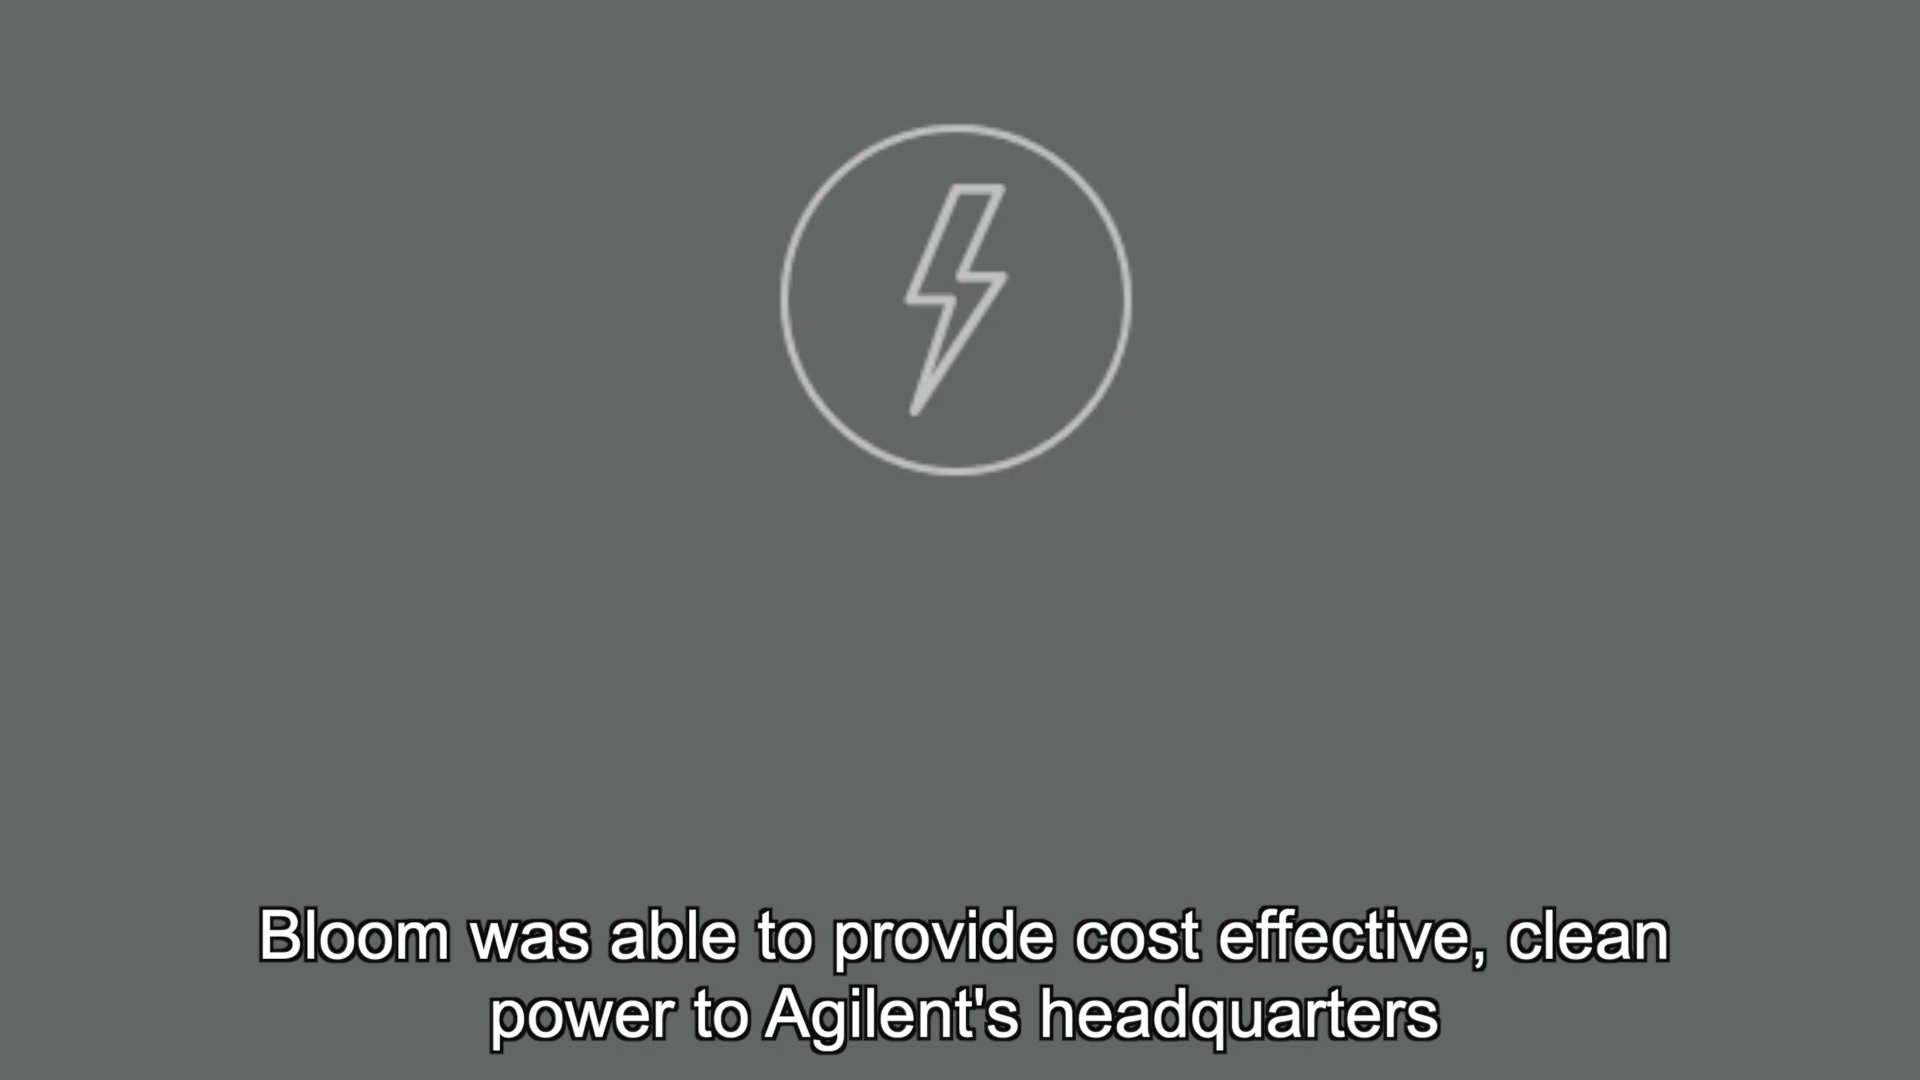 Bloom was able to provide cost effective, clean
power to Agilent's headquarters